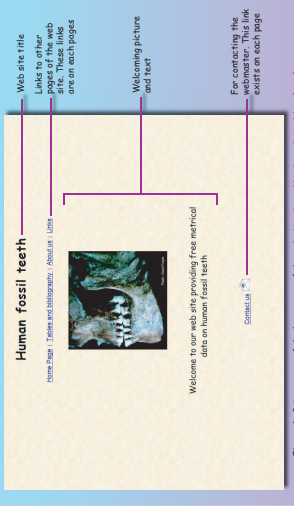 Web site title
Links to other
pages of the web
site. These links
are on each pages
Welcoming picture
and text
For contacting the
webmaster. This link
exists on each page
Human fossil teeth
Home Page | Tables and bibliography | About us | Links
Welcome to our web site providing free metrical
data on human fossil teeth
Contact us